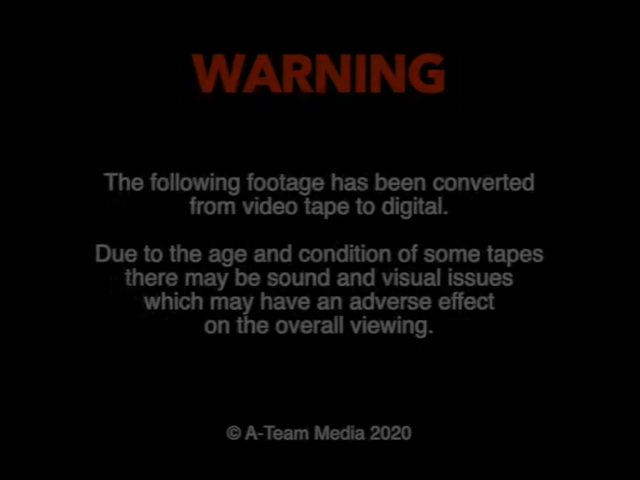 WARNING
The following footage has been converted
from video tape to digital.
Due to the age and condition of some tapes
there may be sound and visual issues
which may have an adverse effect
on the overall viewing.
© A-Team Media 2020